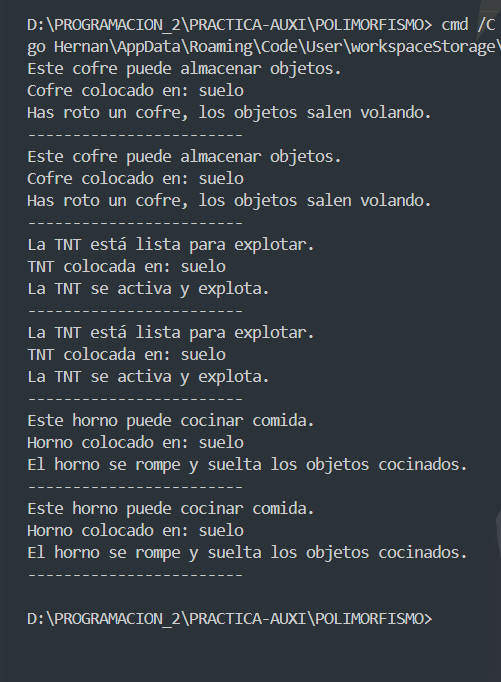 D:\PROGRAMACION_2\PRACTICA-AUXI\POLIMORFISMO> cmd /C
go Hernan\AppData\Roaming\Code\User\workspaceStorage\
Este cofre puede almacenar objetos.
Cofre colocado en: suelo
Has roto un cofre, los objetos salen volando.
------------------------
Este cofre puede almacenar objetos.
Cofre colocado en: suelo
Has roto un cofre, los objetos salen volando.
------------------------
La TNT está lista para explotar.
TNT colocada en: suelo
La TNT se activa y explota.
------------------------
La TNT está lista para explotar.
TNT colocada en: suelo
La TNT se activa y explota.
------------------------
Este horno puede cocinar comida.
Horno colocado en: suelo
El horno se rompe y suelta los objetos cocinados.
------------------------
Este horno puede cocinar comida.
Horno colocado en: suelo
El horno se rompe y suelta los objetos cocinados.
------------------------
D:\PROGRAMACION_2\PRACTICA-AUXI\POLIMORFISMO>